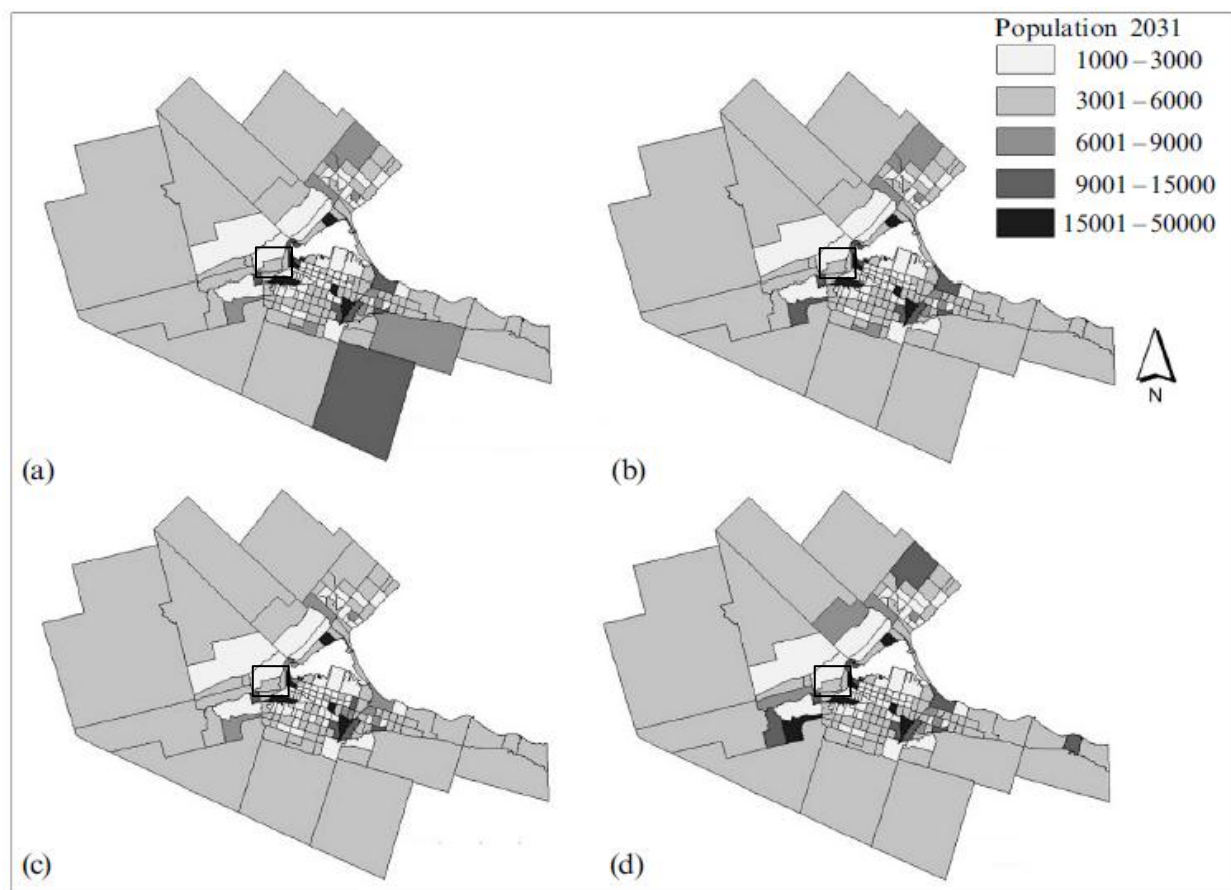 Population 2031
1000 – 3000
3001 – 6000
6001 – 9000
9001 – 15000
15001 – 50000
N
(a)
(b)
(c)
(d)